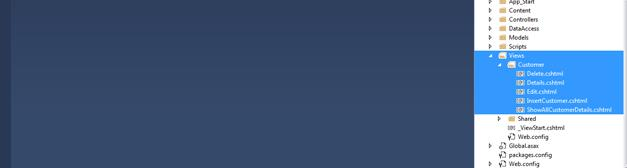 App_Start
Content
Controllers
DataAccess
Models
Scripts
Views
Customer
Delete.cshtml
Details.cshtml
Edit.cshtml
InsertCustomer.cshtml
ShowAllCustomerDetails.cshtml
Shared
_ViewStart.cshtml
Web.config
Global.asax
packages.config
Web.config